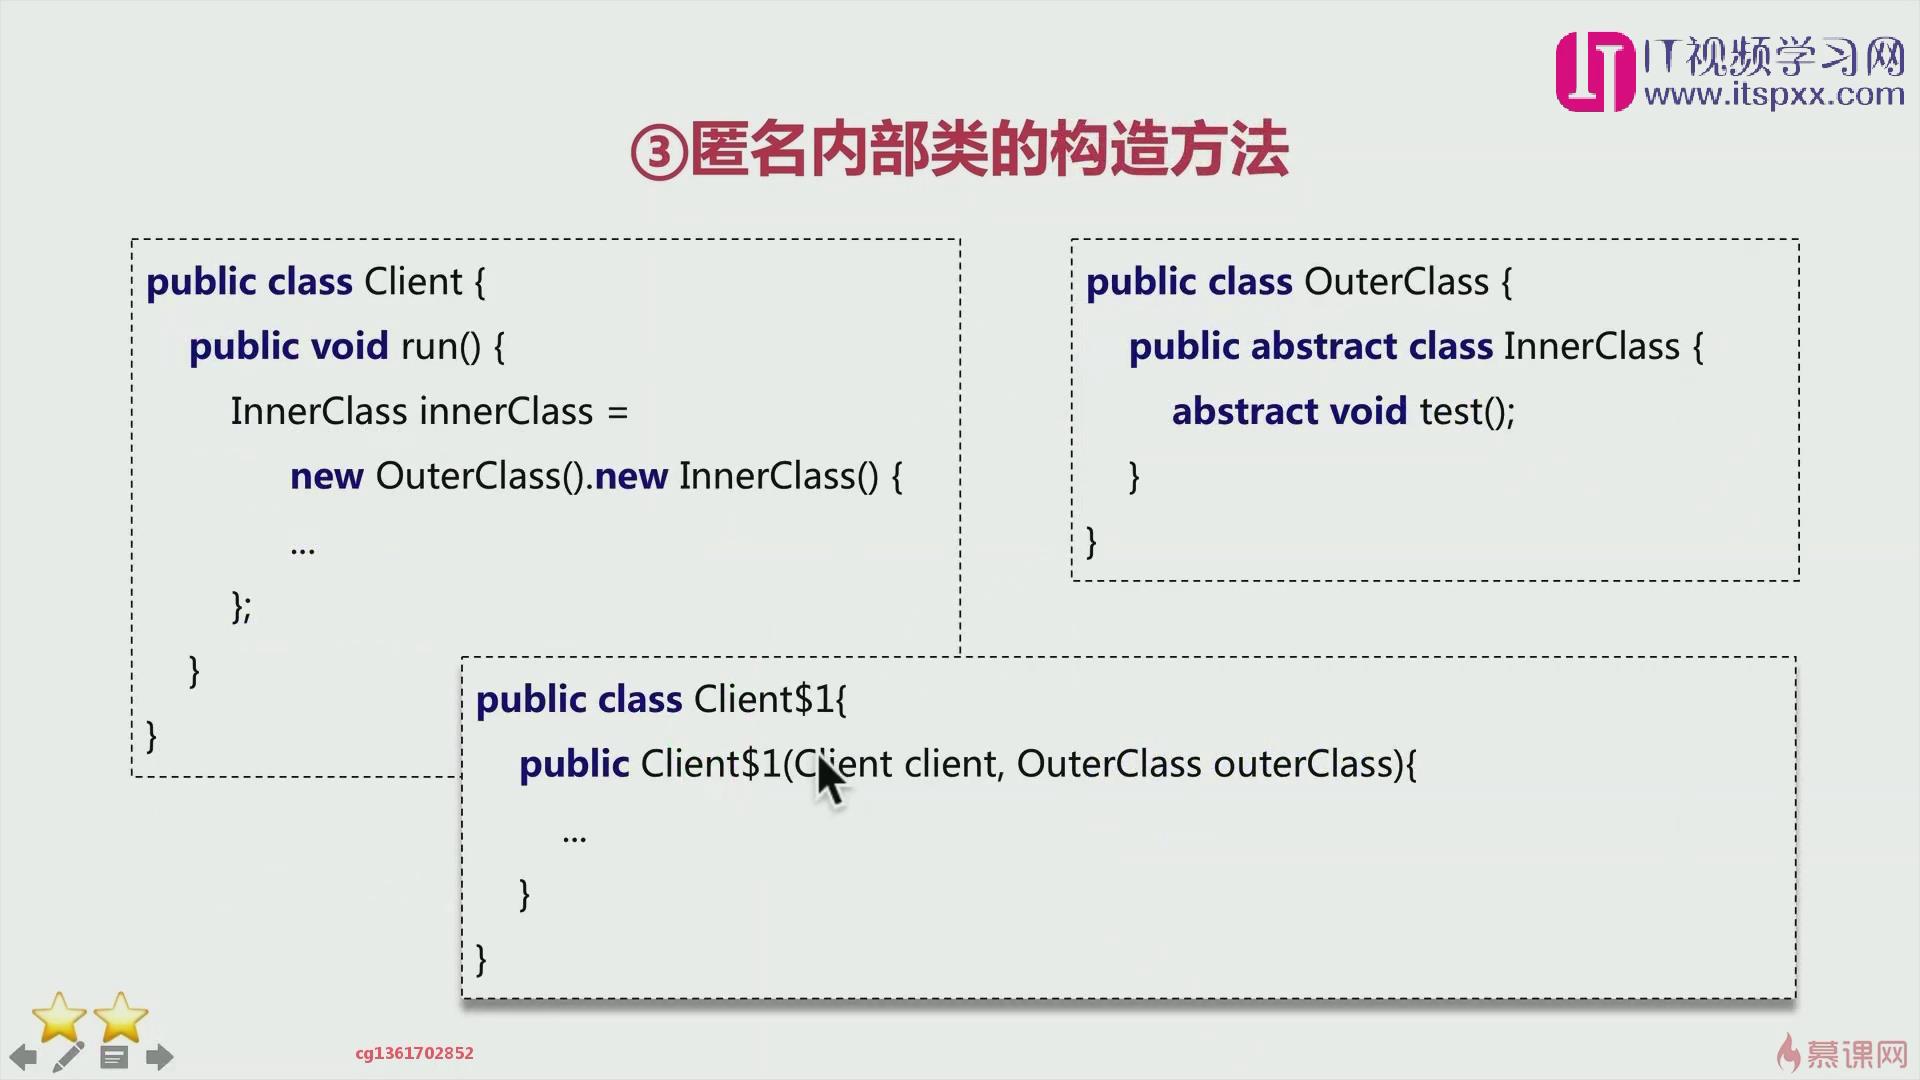 IT视频学习网
www.itspxx.com
③匿名内部类的构造方法
public class Client {
public void run() {
InnerClass innerClass =
new OuterClass().new InnerClass() {
...
};
}
}
public class OuterClass {
public abstract class InnerClass {
abstract void test();
}
}
public class Client$1{
public Client$1(Client client, OuterClass outerClass){
...
}
}
cg1361702852
慕课网